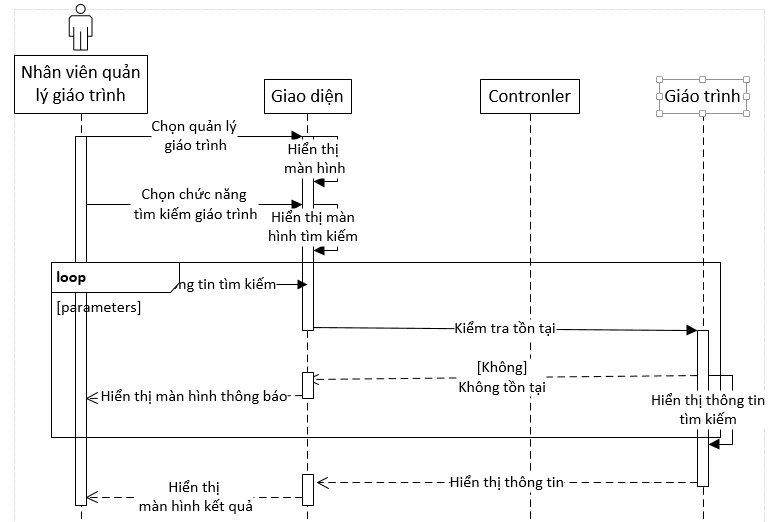 Nhân viên quản
lý giáo trình
Giao diện
Contronler
Giáo trình
Chọn quản lý
giáo trình
Hiển thị
màn hình
Chọn chức năng
tìm kiếm giáo trình
Hiển thị màn
hình tìm kiếm
loop
tin tìm kiếm
[parameters]
Kiểm tra tồn tại
[Không]
Không tồn tại
Hiển thị màn hình thông báo
Hiển thị thông tin
tìm kiếm
Hiển thị thông tin
Hiển thị
màn hình kết quả